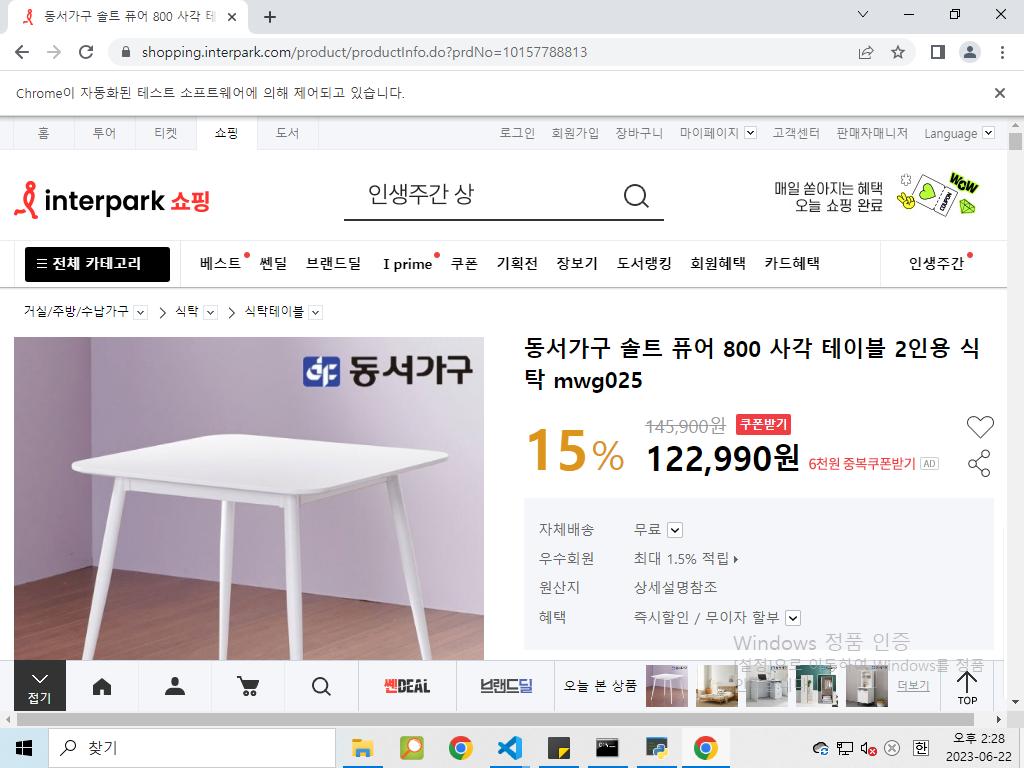 동서가구 솔트 퓨어 800 사각 테
shopping.interpark.com/product/productInfo.do?prdNo=10157788813
Chrome이 자동화된 테스트 소프트웨어에 의해 제어되고 있습니다.
홈 투어 티켓 쇼핑 도서 로그인 회원가입 장바구니 마이페이지 고객센터 판매자매니저 Language
interpark 쇼핑
인생주간 상
매일 쏟아지는 혜택
오늘 쇼핑 완료
WOW
COUPON
전체 카테고리 베스트 쎈딜 브랜드딜 I prime 쿠폰 기획전 장보기 도서랭킹 회원혜택 카드혜택 인생주간
거실/주방/수납가구 > 식탁 > 식탁테이블
동서가구
동서가구 솔트 퓨어 800 사각 테이블 2인용 식
탁 mwg025
15%
145,900원 쿠폰받기
122,990원 6천원 중복쿠폰받기 AD
자체배송 무료
우수회원 최대 1.5% 적립
원산지 상세설명참조
혜택 즉시할인 / 무이자 할부
Windows 정품 인증
[설정]으로 이동하여 Windows를 정품
접기
쎈DEAL
브랜드딜
오늘 본 상품
더보기
TOP
찾기
한
오후 2:28
2023-06-22